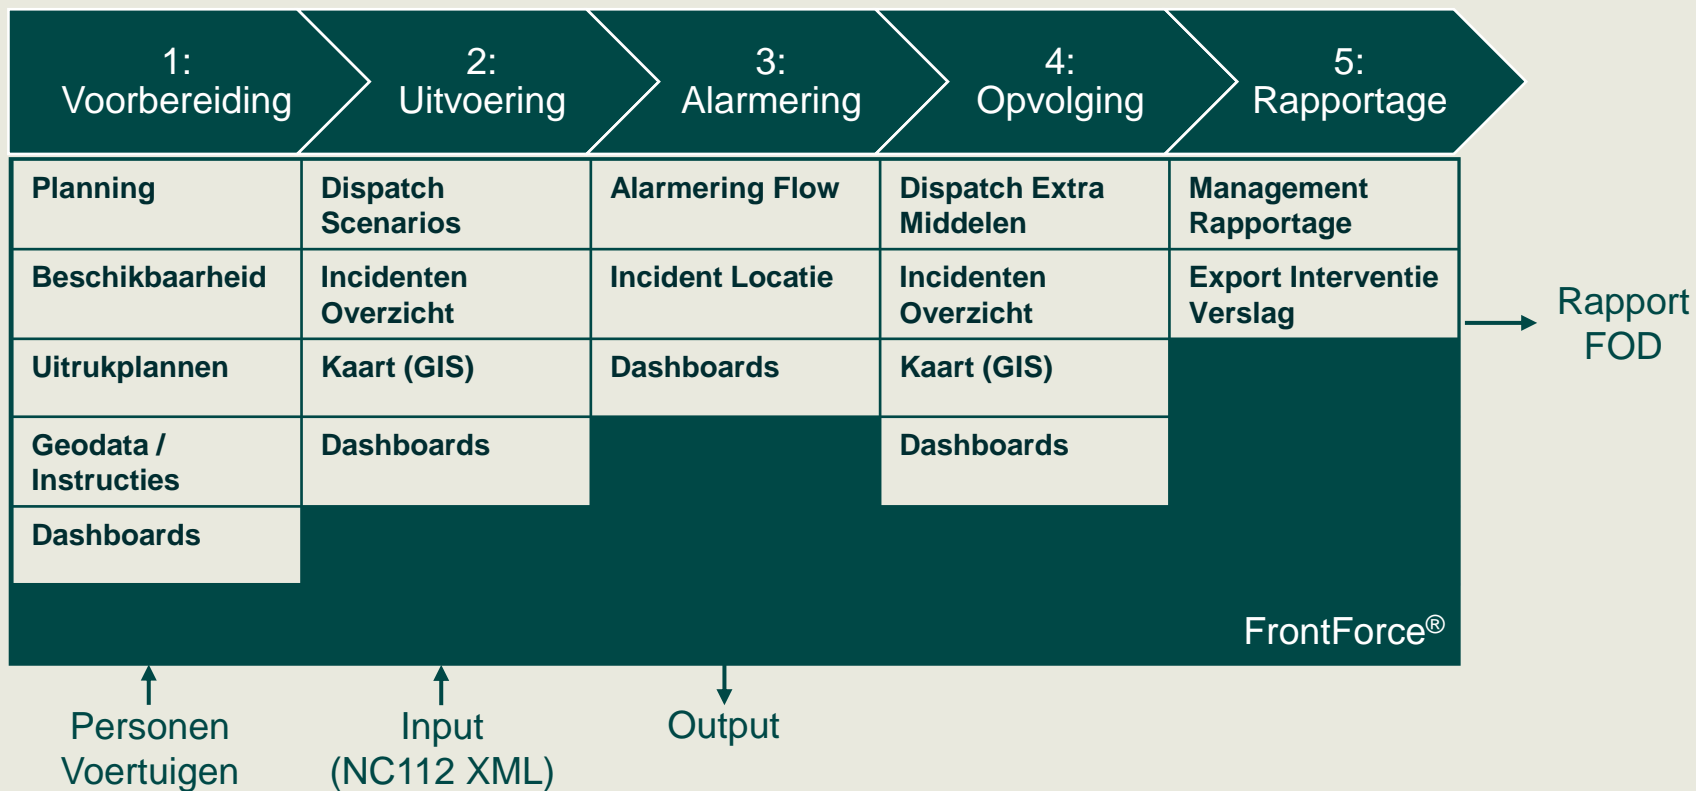 1:
Voorbereiding
2:
Uitvoering
3:
Alarmering
4:
Opvolging
5:
Rapportage
Planning
Dispatch
Scenarios
Alarmering Flow
Dispatch Extra
Middelen
Management
Rapportage
Beschikbaarheid
Incidenten
Overzicht
Incident Locatie
Incidenten
Overzicht
Export Interventie
Verslag
Uitrukplannen
Kaart (GIS)
Dashboards
Kaart (GIS)
Geodata /
Instructies
Dashboards
Dashboards
Dashboards
FrontForce®
Rapport
FOD
Personen
Voertuigen
Input
(NC112 XML)
Output